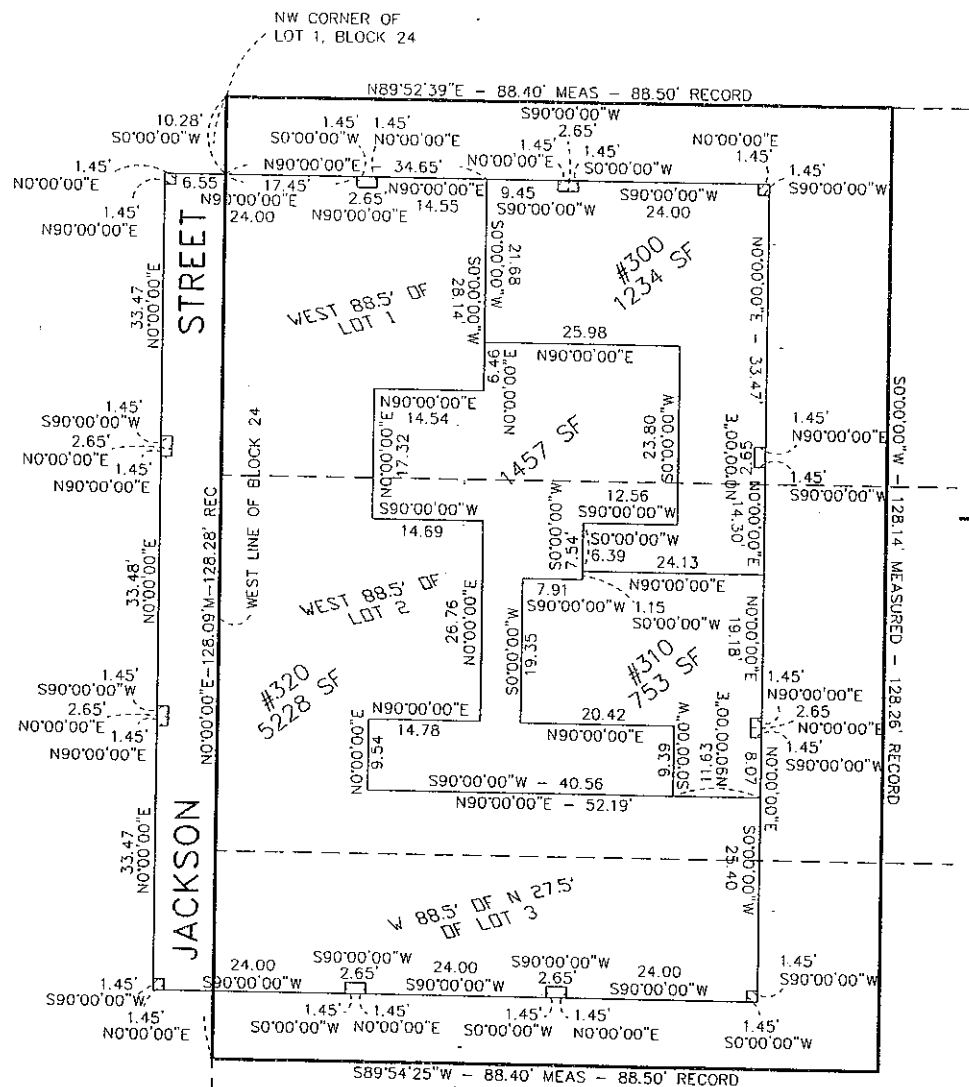 NW CORNER OF
LOT 1, BLOCK 24
N89°52'39"E - 88.40' MEAS - 88.50' RECORD
10.28'
S0°00'00"W
1.45'
S0°00'00"W
1.45'
N0°00'00"E
S90°00'00"W
2.65'
1.45'
N0°00'00"E
1.45'
S0°00'00"W
N0°00'00"E
1.45'
S90°00'00"W
1.45'
N0°00'00"E
6.55
N90°00'00"E
34.65'
17.45'
N90°00'00"E
24.00
2.65'
N90°00'00"E
N90°00'00"E
14.55
9.45
S90°00'00"W
S90°00'00"W
24.00
1.45'
N90°00'00"E
STREET
33.47
N0°00'00"E
S0°00'00"W
21.68
S0°00'00"W
28.14'
#300
1234 SF
N0°00'00"E - 33.47'
WEST 88.5' OF
LOT 1
25.98
N90°00'00"E
6.46
N0°00'00"E
N90°00'00"E
14.54
N0°00'00"E
17.32
1457 SF
23.80
S0°00'00"W
S0°00'00"W - 128.14' MEASURED - 128.26' RECORD
1.45'
S90°00'00"W
2.65'
N0°00'00"E
1.45'
N90°00'00"E
1.45'
N90°00'00"E
2.65
N0°00'00"E
1.45'
S90°00'00"W
WEST LINE OF BLOCK 24
N0°00'00"E-128.09'M-128.28' REC
S90°00'00"W
14.69
12.56
S90°00'00"W
S0°00'00"W
6.39
S0°00'00"W
7.54'
14.30'
N0°00'00"E
24.13
N90°00'00"E
7.91
S90°00'00"W
1.15
S0°00'00"W
33.48'
N0°00'00"E
WEST 88.5' OF
LOT 2
26.76
N0°00'00"E
S0°00'00"W
19.35
#310
753 SF
N0°00'00"E
19.18'
#320
5228 SF
1.45'
S90°00'00"W
2.65'
N0°00'00"E
1.45'
N90°00'00"E
1.45'
N90°00'00"E
2.65
N0°00'00"E
1.45'
S90°00'00"W
N90°00'00"E
14.78
20.42
N90°00'00"E
9.54
N0°00'00"E
9.39
S0°00'00"W
11.63
N90°00'00"E
8.07
N0°00'00"E
S90°00'00"W - 40.56
N90°00'00"E - 52.19'
JACKSON
33.47
N0°00'00"E
S0°00'00"W
25.40
W 88.5' OF N 27.5'
OF LOT 3
1.45'
S90°00'00"W
1.45'
N0°00'00"E
24.00
S90°00'00"W
S90°00'00"W
2.65'
24.00
S90°00'00"W
S90°00'00"W
2.65'
24.00
S90°00'00"W
1.45'
S90°00'00"W
1.45'
S0°00'00"W
1.45'
N0°00'00"E
1.45'
S0°00'00"W
1.45'
N0°00'00"E
1.45'
S0°00'00"W
S89°54'25"W - 88.40' MEAS - 88.50' RECORD